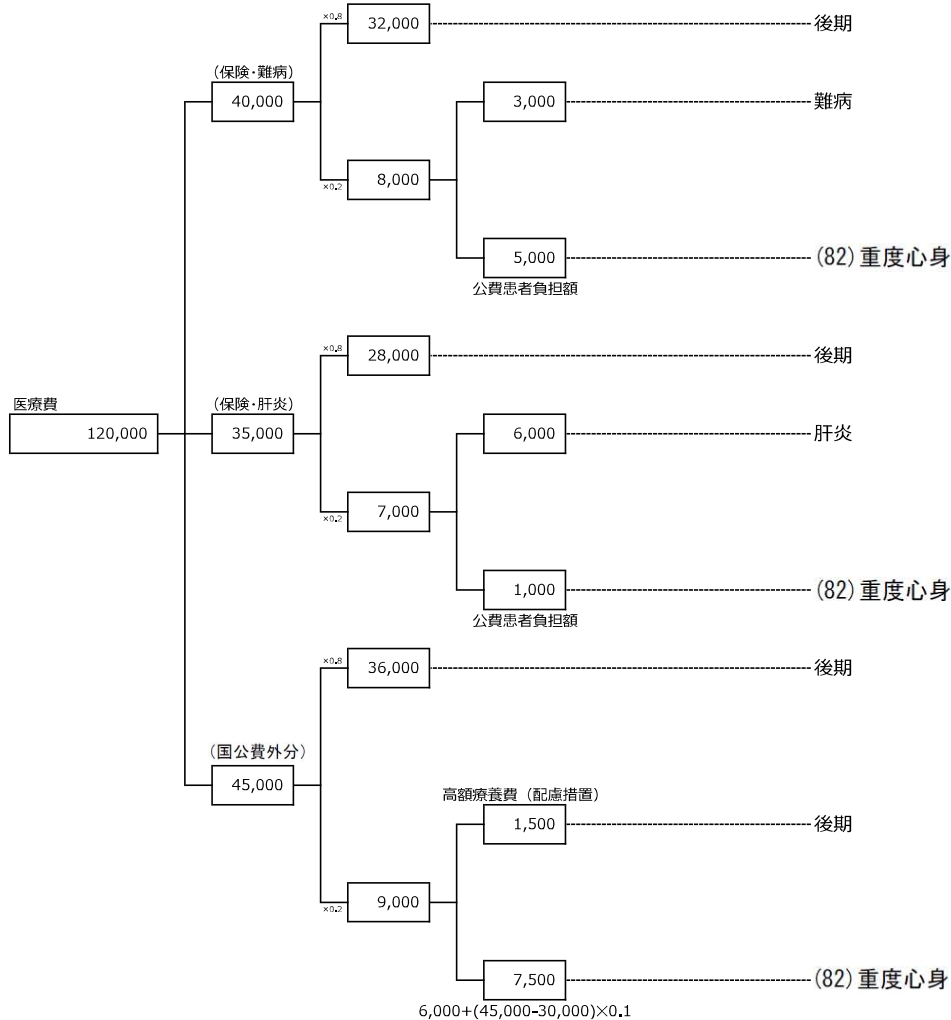 ×0.8
32,000
後期
(保険・難病)
40,000
3,000
難病
×0.2
8,000
5,000
(82)重度心身
公費患者負担額
×0.8
28,000
後期
医療費
120,000
(保険・肝炎)
35,000
6,000
肝炎
×0.2
7,000
1,000
(82)重度心身
公費患者負担額
×0.8
36,000
後期
(国公費外分)
45,000
高額療養費(配慮措置)
1,500
後期
×0.2
9,000
7,500
(82)重度心身
6,000+(45,000-30,000)×0.1